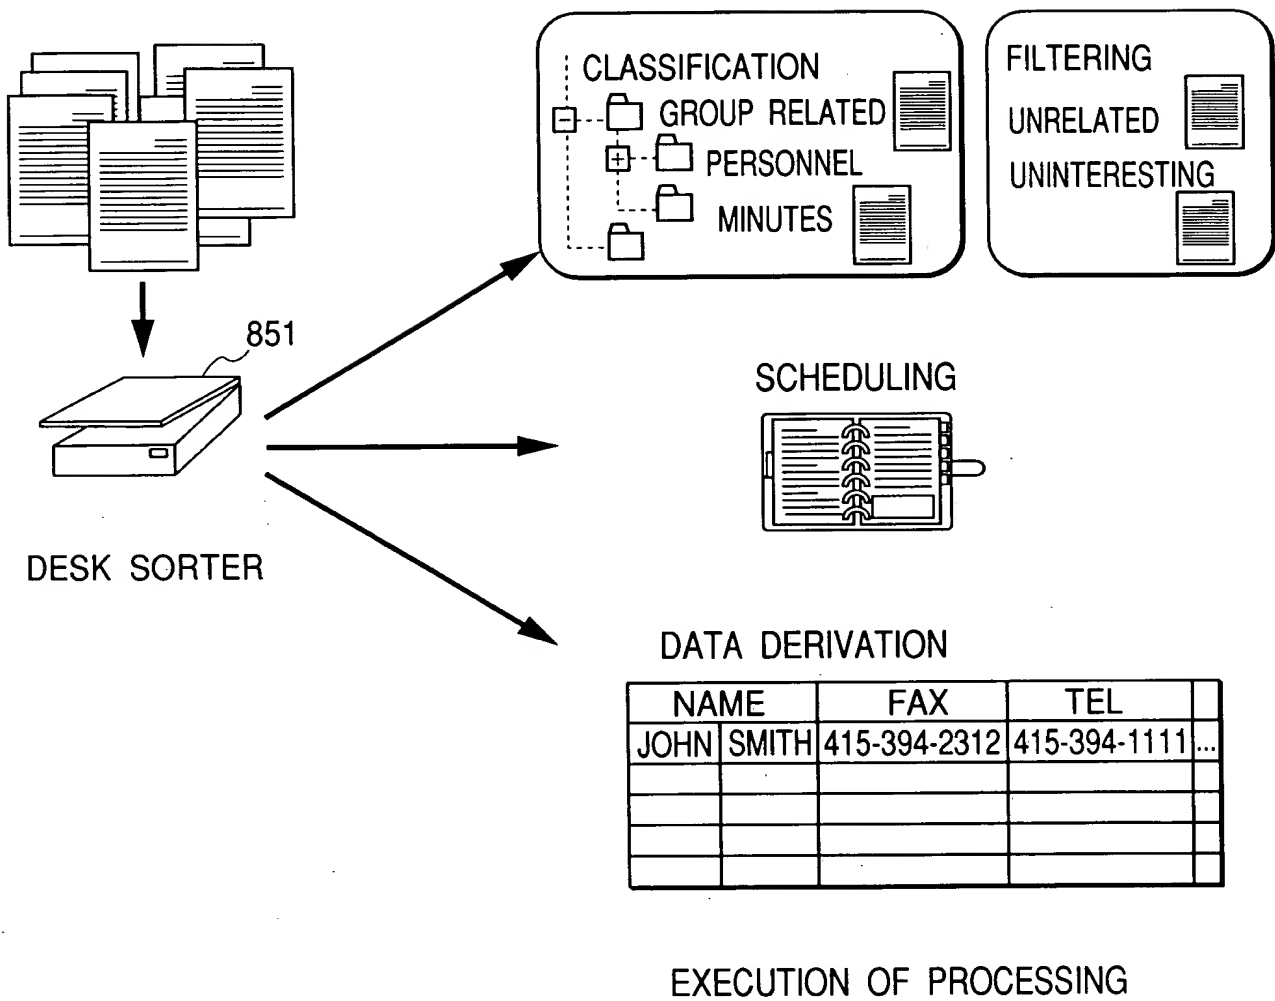 CLASSIFICATION
GROUP RELATED
PERSONNEL
MINUTES
FILTERING
UNRELATED
UNINTERESTING
851
DESK SORTER
SCHEDULING
DATA DERIVATION
NAME FAX TEL
JOHN SMITH 415-394-2312 415-394-1111 ...
EXECUTION OF PROCESSING